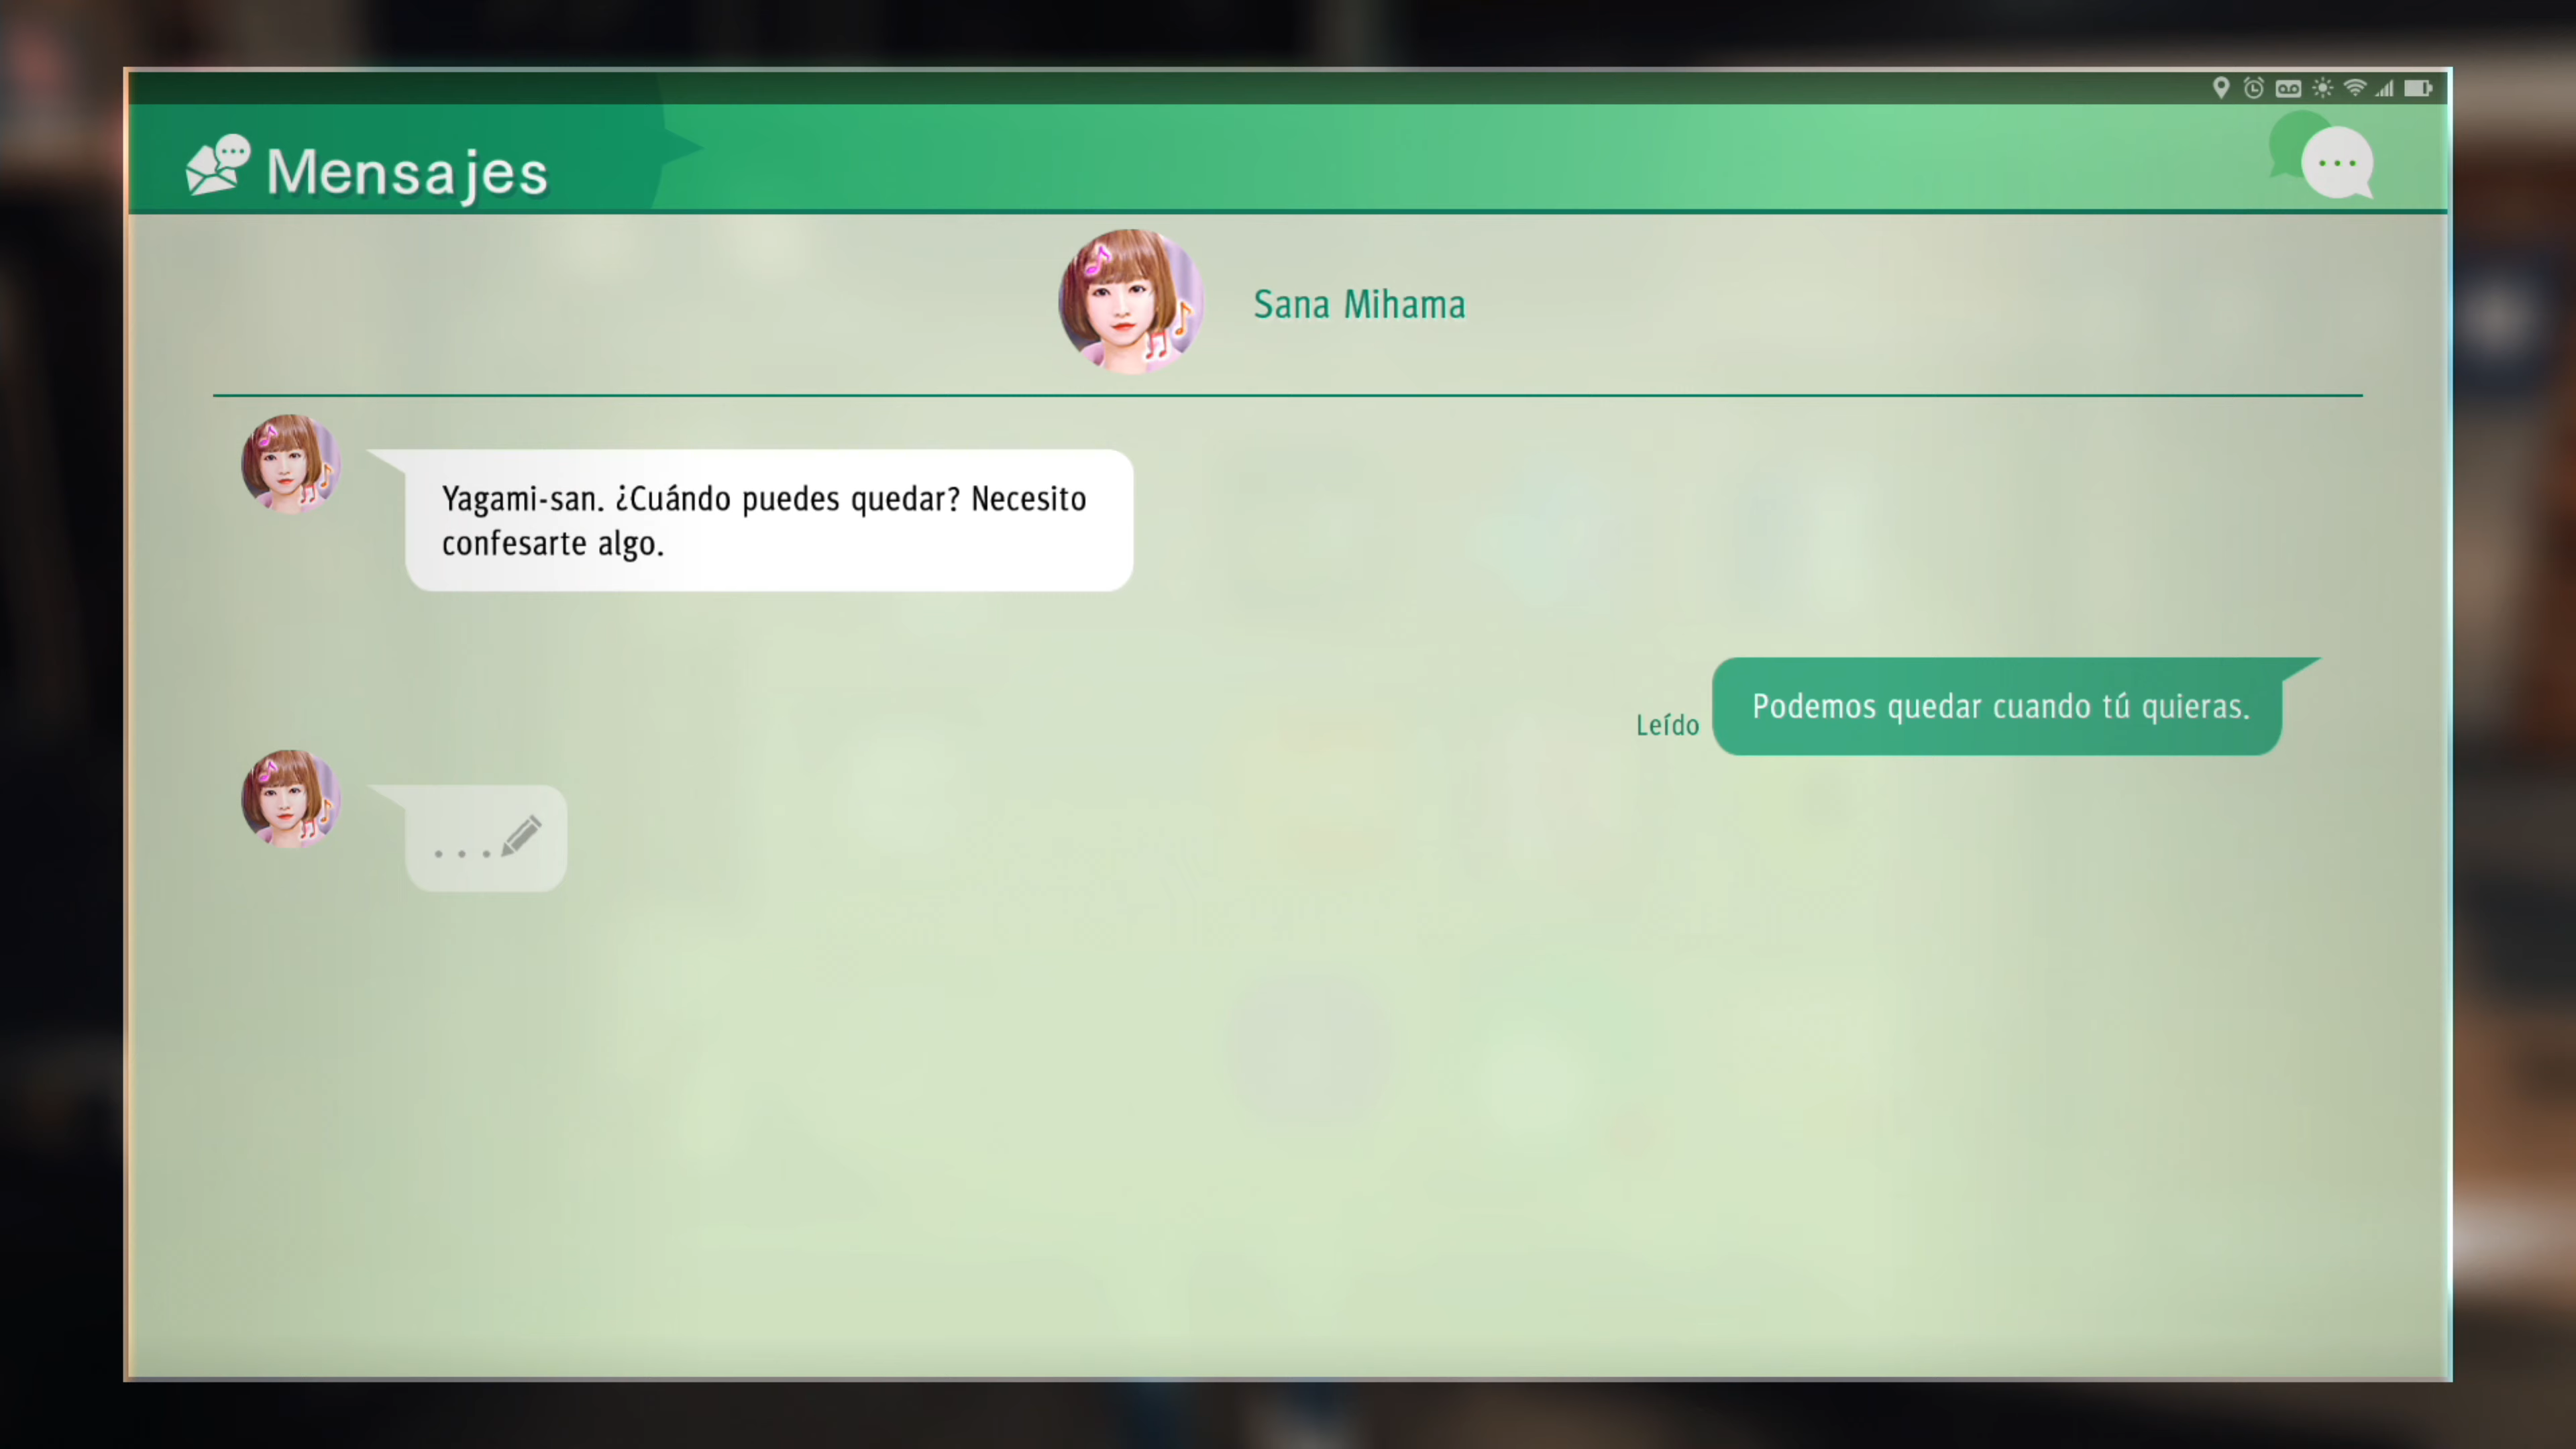 Mensajes
Sana Mihama
Yagami-san. ¿Cuándo puedes quedar? Necesito
confesarte algo.
Podemos quedar cuando tú quieras.
Leído
...